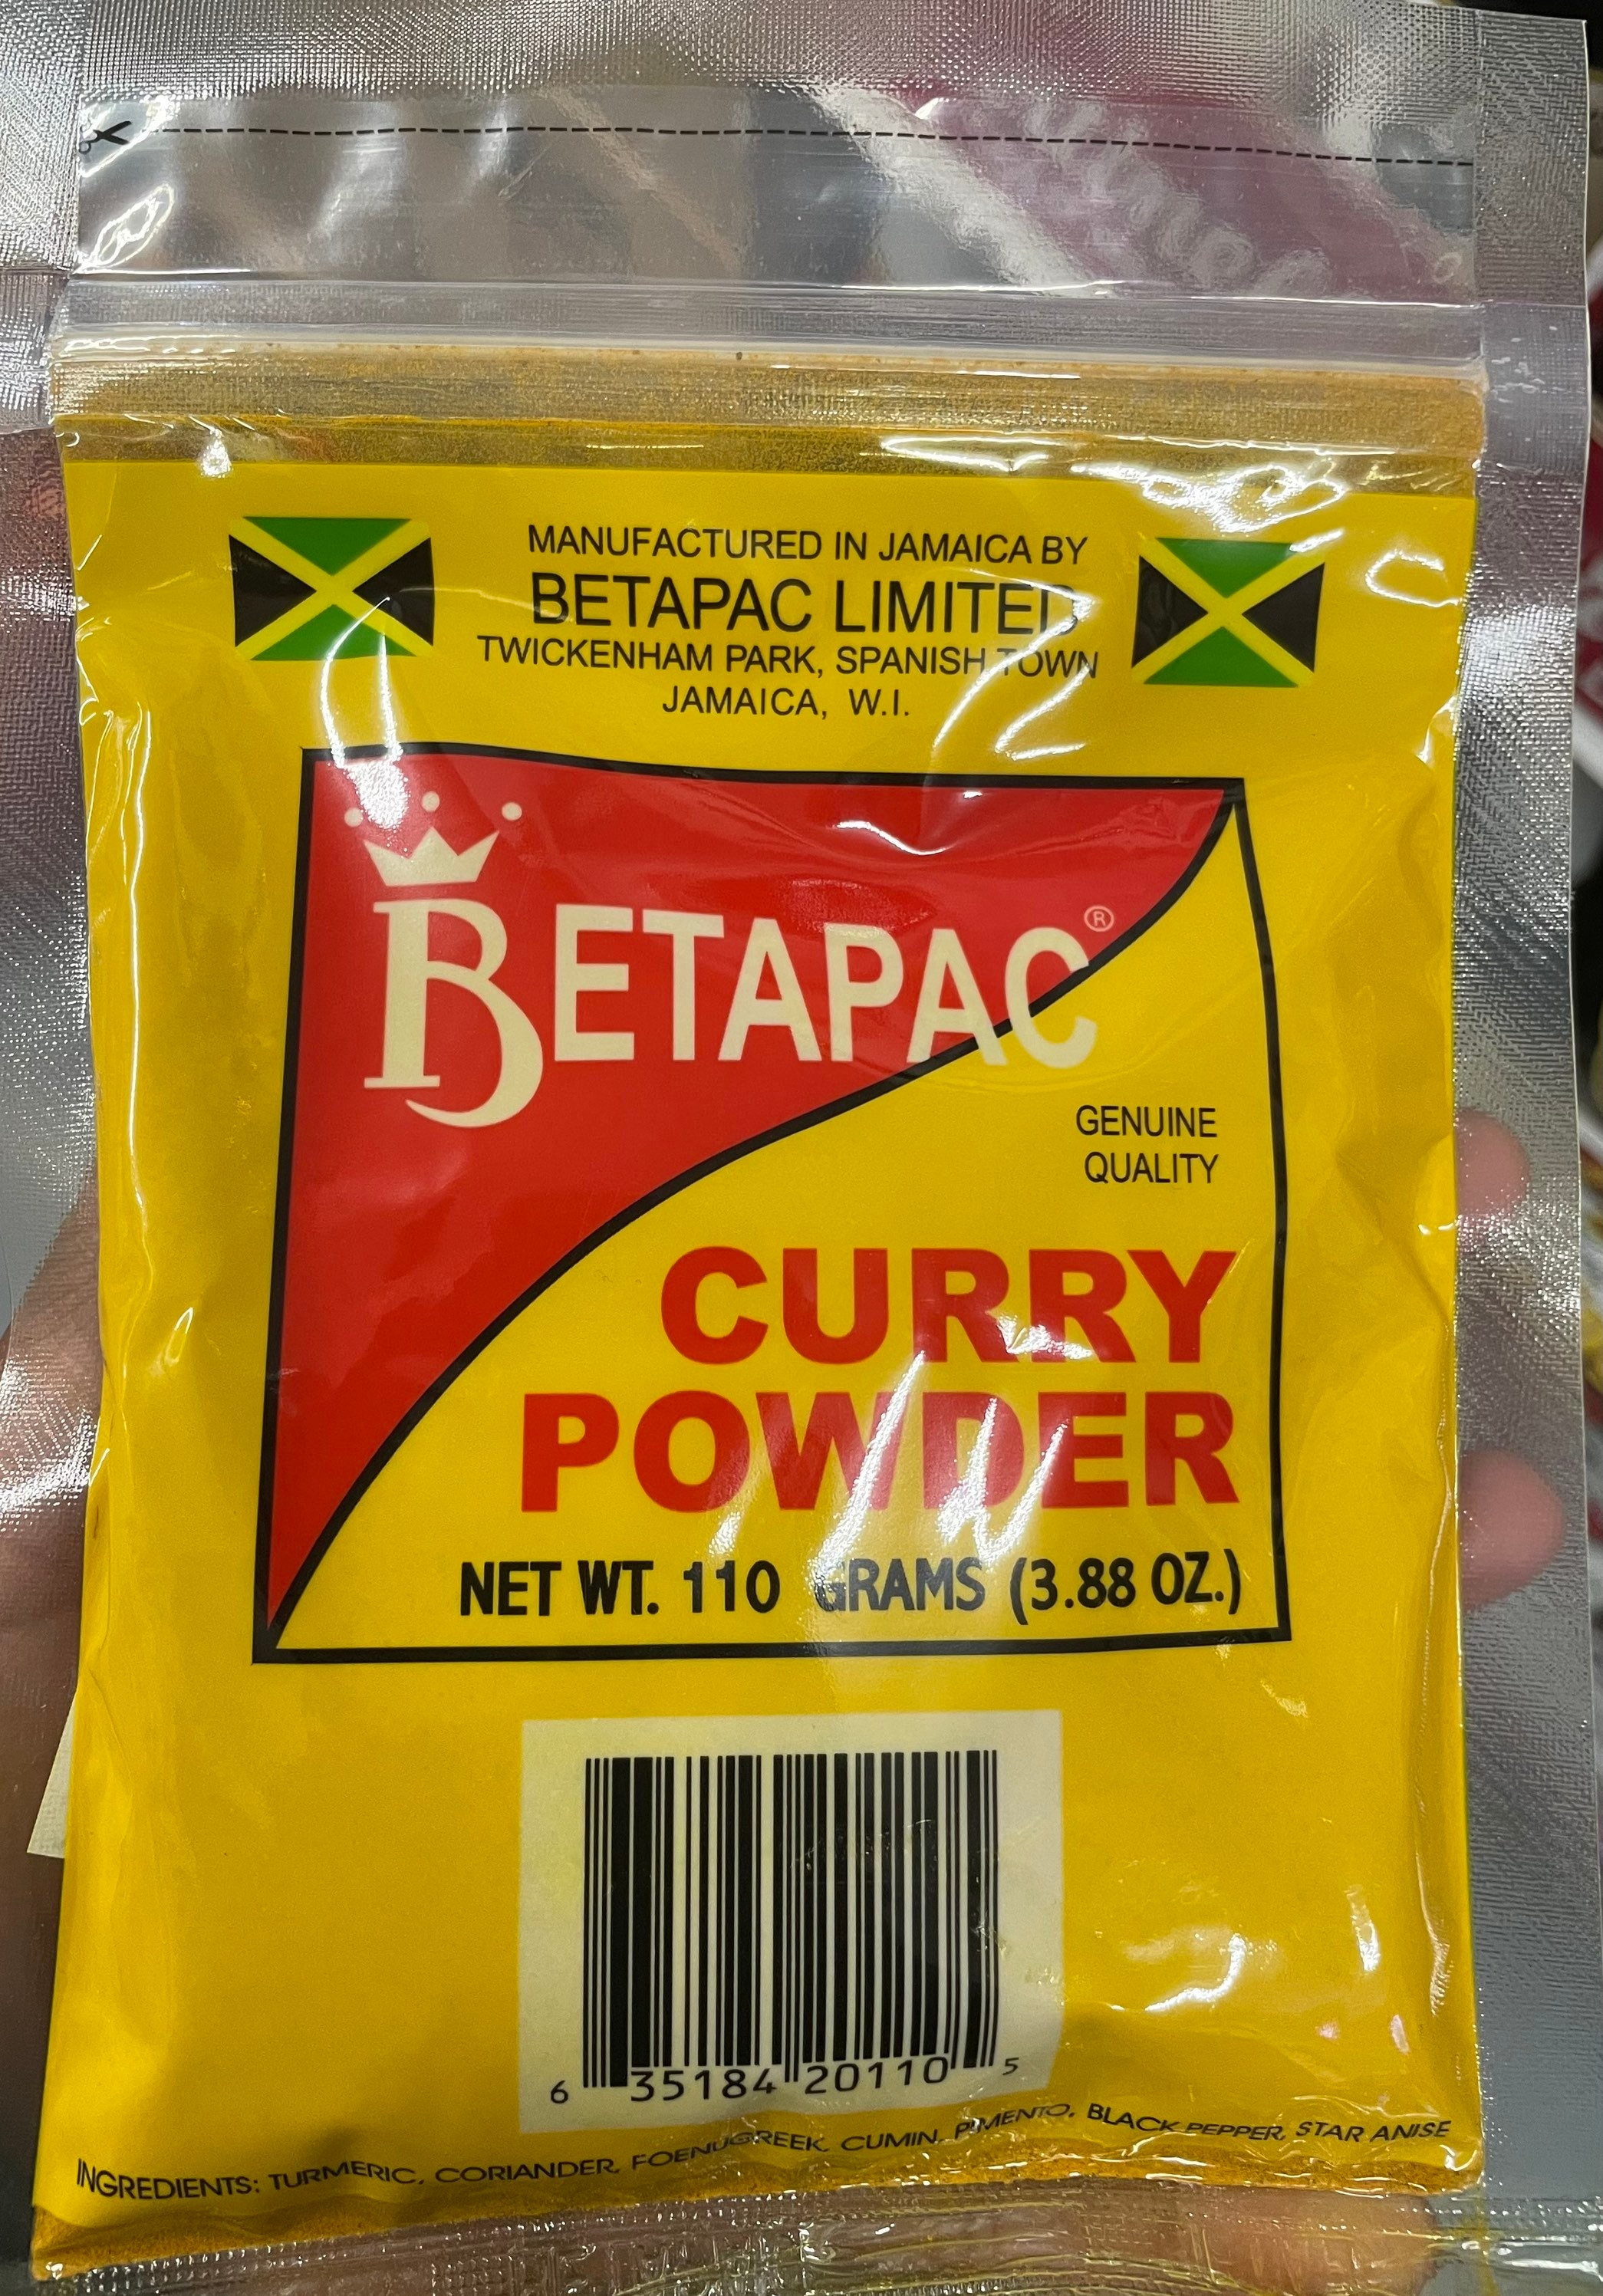 MANUFACTURED IN JAMAICA BY
BETAPAC LIMITED
TWICKENHAM PARK, SPANISH TOWN
JAMAICA, W.I.
BETAPAC®
GENUINE
QUALITY
CURRY
POWDER
NET WT. 110 GRAMS (3.88 OZ.)
6 35184 20110 5
INGREDIENTS: TURMERIC, CORIANDER, FOENUGREEK, CUMIN, PIMENTO, BLACK PEPPER, STAR ANISE